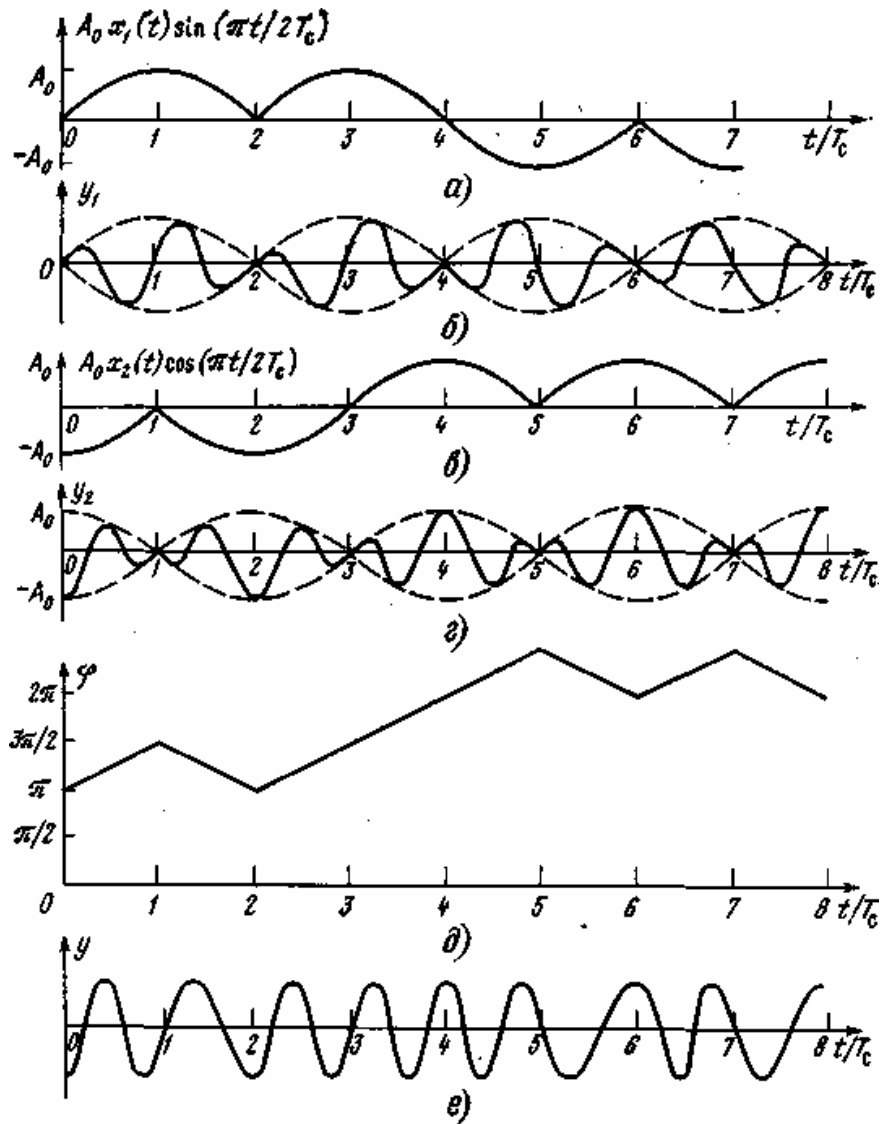 A₀x₁(t)sin(πt/2T_c)
A₀
0 1 2 3 4 5 6 7 t/T_c
-A₀
а)
y₁
0 1 2 3 4 5 6 7 8 t/T_c
б)
A₀ A₀x₂(t)cos(πt/2T_c)
0 1 2 3 4 5 6 7 t/T_c
-A₀
в)
y₂
A₀
0 1 2 3 4 5 6 7 8 t/T_c
-A₀
г)
φ
2π
3π/2
π
π/2
0 1 2 3 4 5 6 7 8 t/T_c
д)
y
0 1 2 3 4 5 6 7 8 t/T_c
е)